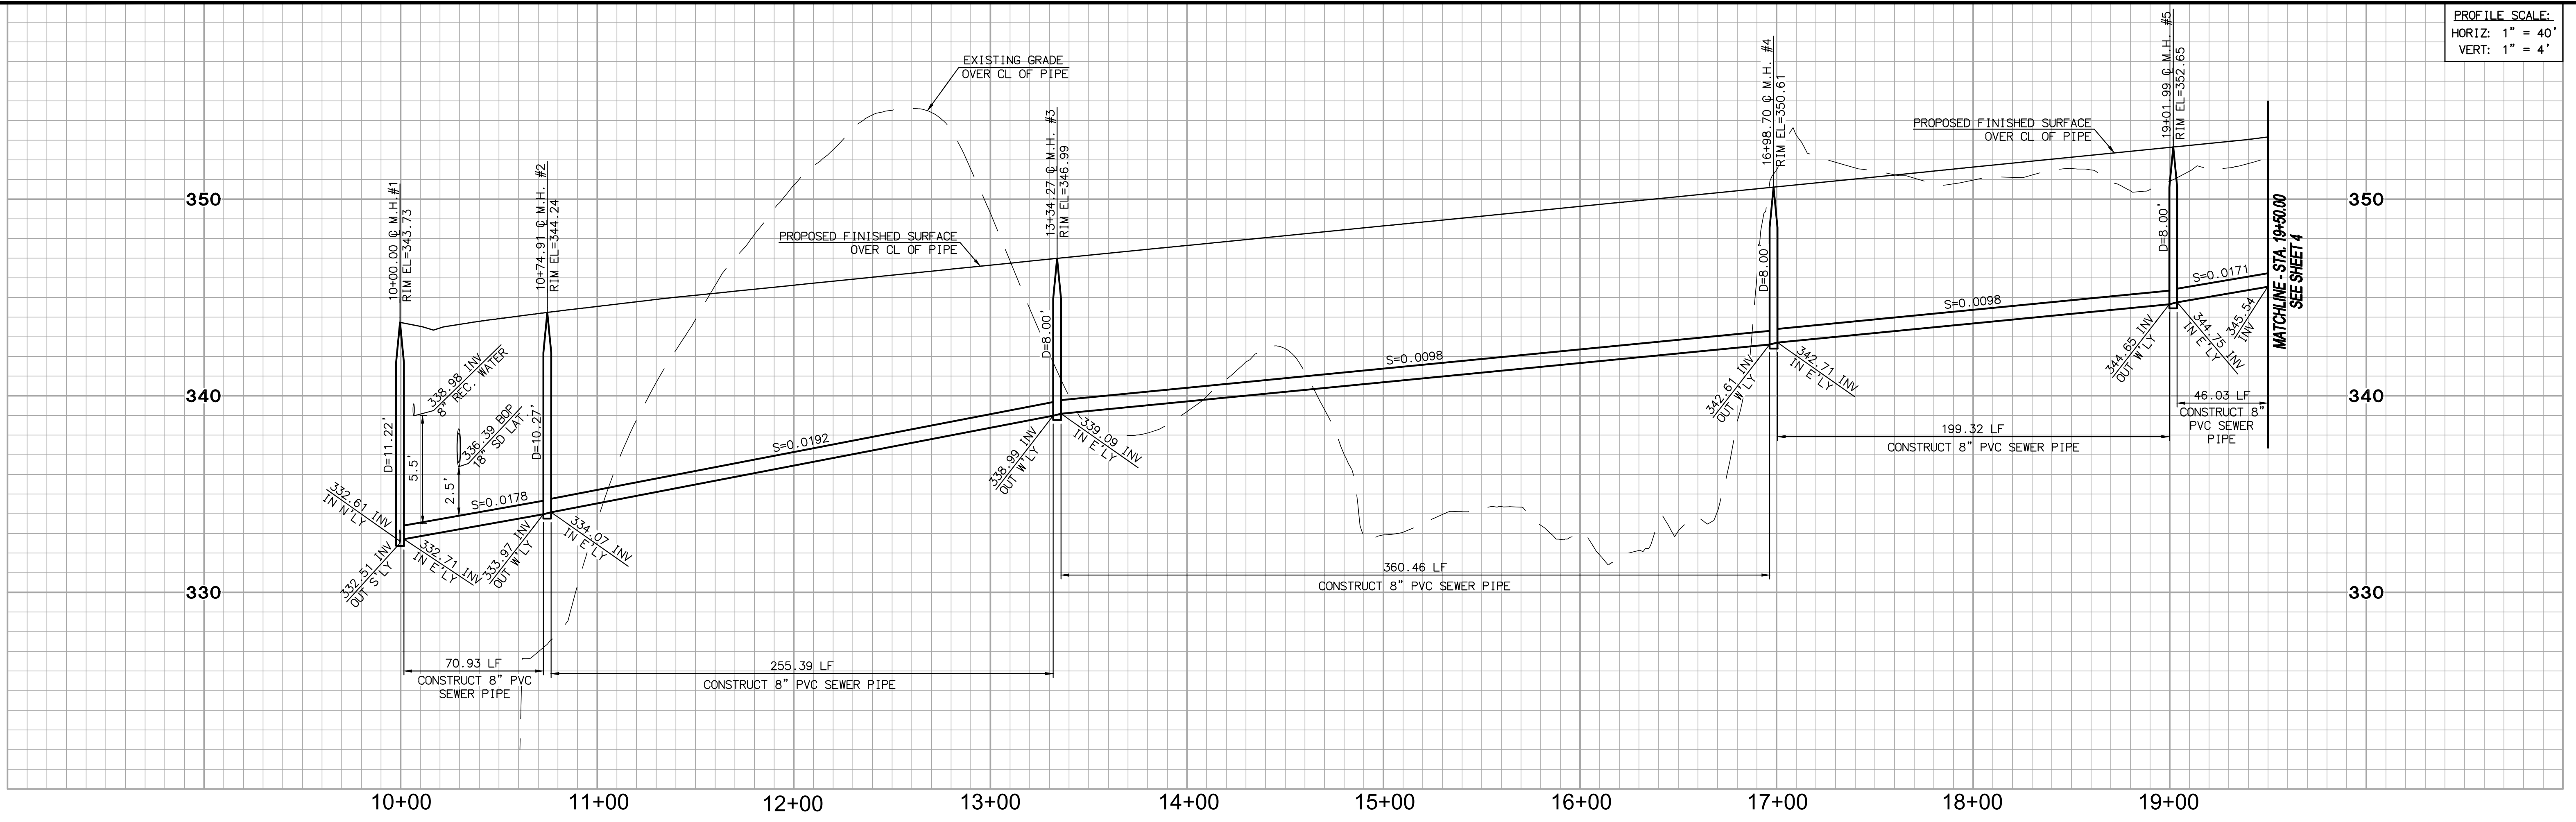 PROFILE SCALE:
HORIZ: 1" = 40'
VERT: 1" = 4'
EXISTING GRADE
OVER CL OF PIPE
PROPOSED FINISHED SURFACE
OVER CL OF PIPE
PROPOSED FINISHED SURFACE
OVER CL OF PIPE
10+00.00 ℄ M.H. #1
RIM EL=343.73
10+74.91 ℄ M.H. #2
RIM EL=344.24
13+34.27 ℄ M.H. #3
RIM EL=346.99
16+98.70 ℄ M.H. #4
RIM EL=350.61
19+01.99 ℄ M.H. #5
RIM EL=352.65
350
340
330
350
340
330
D=11.22'
5.5'
338.98 INV
8" REC. WATER
2.5'
336.39 BOP
18" SD LAT.
D=10.27'
D=8.00'
D=8.00'
D=8.00'
S=0.0178
S=0.0192
S=0.0098
S=0.0098
S=0.0171
332.61 INV
IN N'LY
332.51 INV
OUT S'LY
332.71 INV
IN E'LY
333.97 INV
OUT W'LY
334.07 INV
IN E'LY
338.99 INV
OUT W'LY
339.09 INV
IN E'LY
342.61 INV
OUT W'LY
342.71 INV
IN E'LY
344.65 INV
OUT W'LY
344.75 INV
IN E'LY
345.54
INV
MATCHLINE - STA. 19+50.00
SEE SHEET 4
70.93 LF
CONSTRUCT 8" PVC
SEWER PIPE
255.39 LF
CONSTRUCT 8" PVC SEWER PIPE
360.46 LF
CONSTRUCT 8" PVC SEWER PIPE
199.32 LF
CONSTRUCT 8" PVC SEWER PIPE
46.03 LF
CONSTRUCT 8"
PVC SEWER
PIPE
10+00
11+00
12+00
13+00
14+00
15+00
16+00
17+00
18+00
19+00